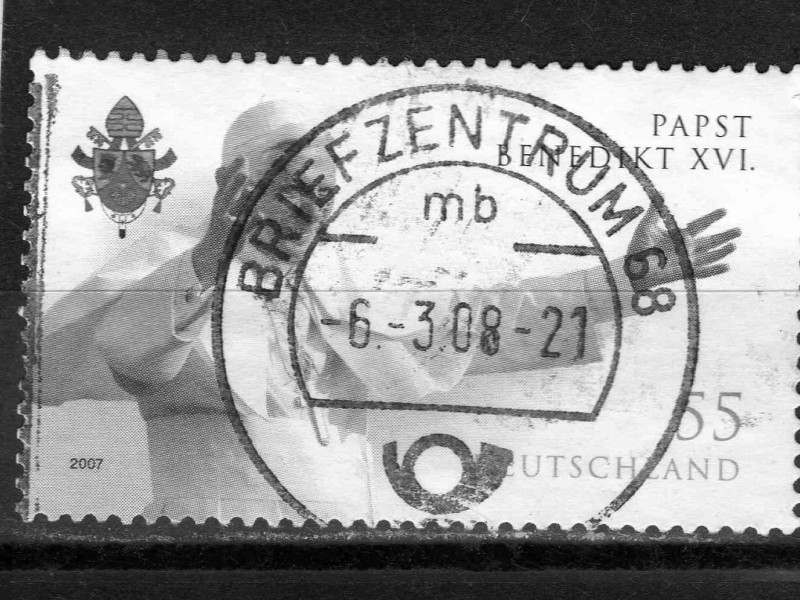 PAPST
BENEDIKT XVI.
BRIEFZENTRUM 68
mb
-6.-3.08-21
55
DEUTSCHLAND
2007